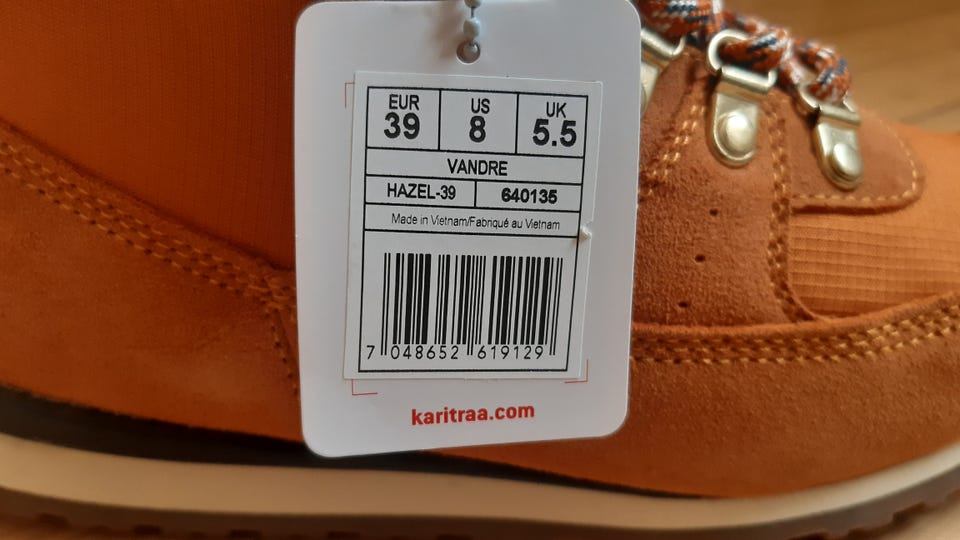 EUR US UK
39 8 5.5
VANDRE
HAZEL-39 640135
Made in Vietnam/Fabriqué au Vietnam
7 048652 619129
karitraa.com